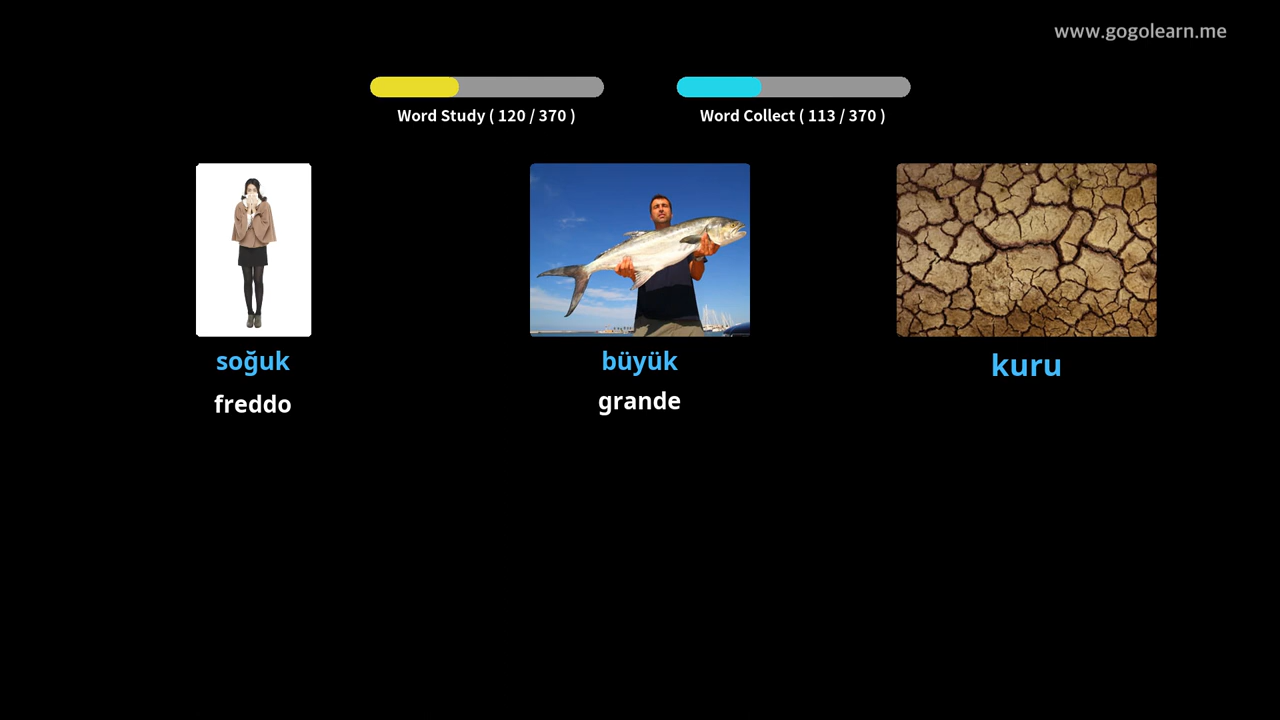 www.gogolearn.me
Word Study ( 120 / 370 )
Word Collect ( 113 / 370 )
soğuk
freddo
büyük
grande
kuru